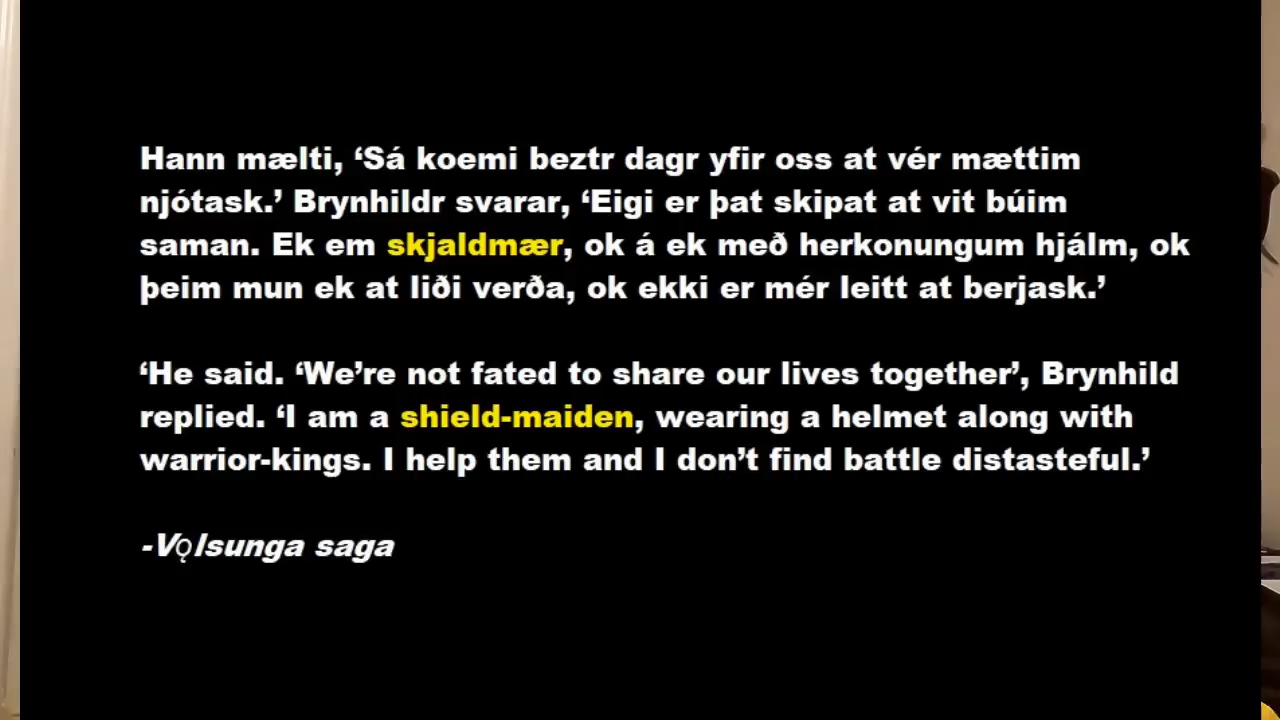 Hann mælti, ‘Sá koemi beztr dagr yfir oss at vér mættim
njótask.’ Brynhildr svarar, ‘Eigi er þat skipat at vit búim
saman. Ek em skjaldmær, ok á ek með herkonungum hjálm, ok
þeim mun ek at liði verða, ok ekki er mér leitt at berjask.’
‘He said. ‘We’re not fated to share our lives together’, Brynhild
replied. ‘I am a shield-maiden, wearing a helmet along with
warrior-kings. I help them and I don’t find battle distasteful.’
-Vǫlsunga saga